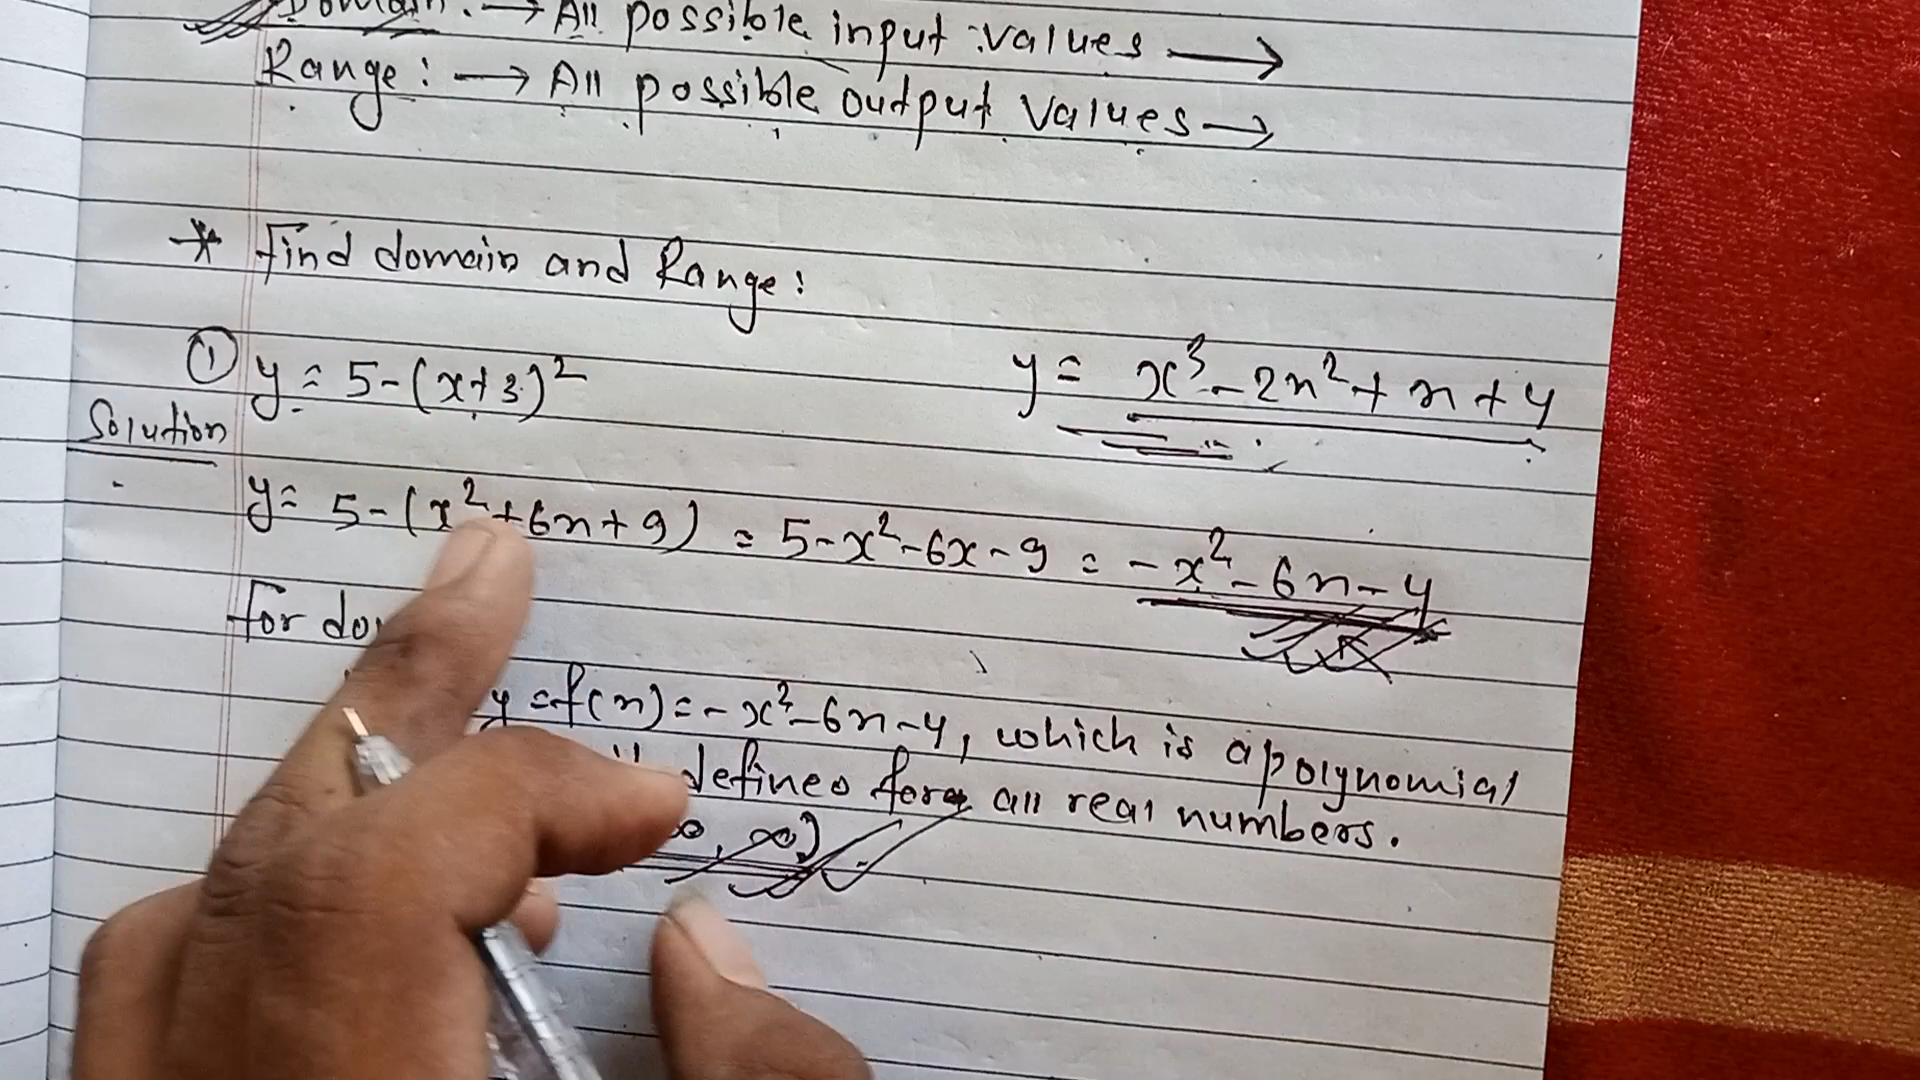 Domain: → All possible input values →
Range: → All possible output values →
* Find domain and Range:
① y = 5-(x+3)²
y = x³-2x²+x+4
Solution
y = 5-(x²+6x+9) = 5-x²-6x-9 = -x²-6x-4
for
y=f(x)=-x²-6x-4, which is a polynomial
defined for all real numbers.
∞, ∞)